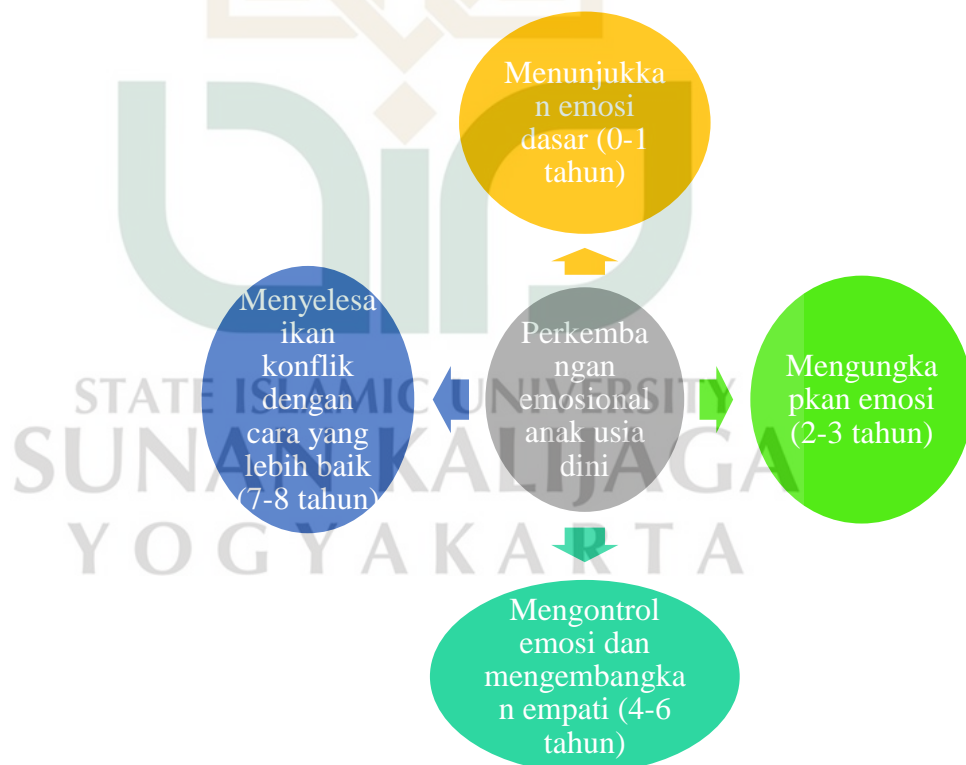 Menunjukka
n emosi
dasar (0-1
tahun)
Menyelesa
ikan
konflik
dengan
cara yang
lebih baik
(7-8 tahun)
Perkemba
ngan
emosional
anak usia
dini
Mengungka
pkan emosi
(2-3 tahun)
STATE ISLAMIC UNIVERSITY
SUNAN KALIJAGA
YOGYAKARTA
Mengontrol
emosi dan
mengembangka
n empati (4-6
tahun)